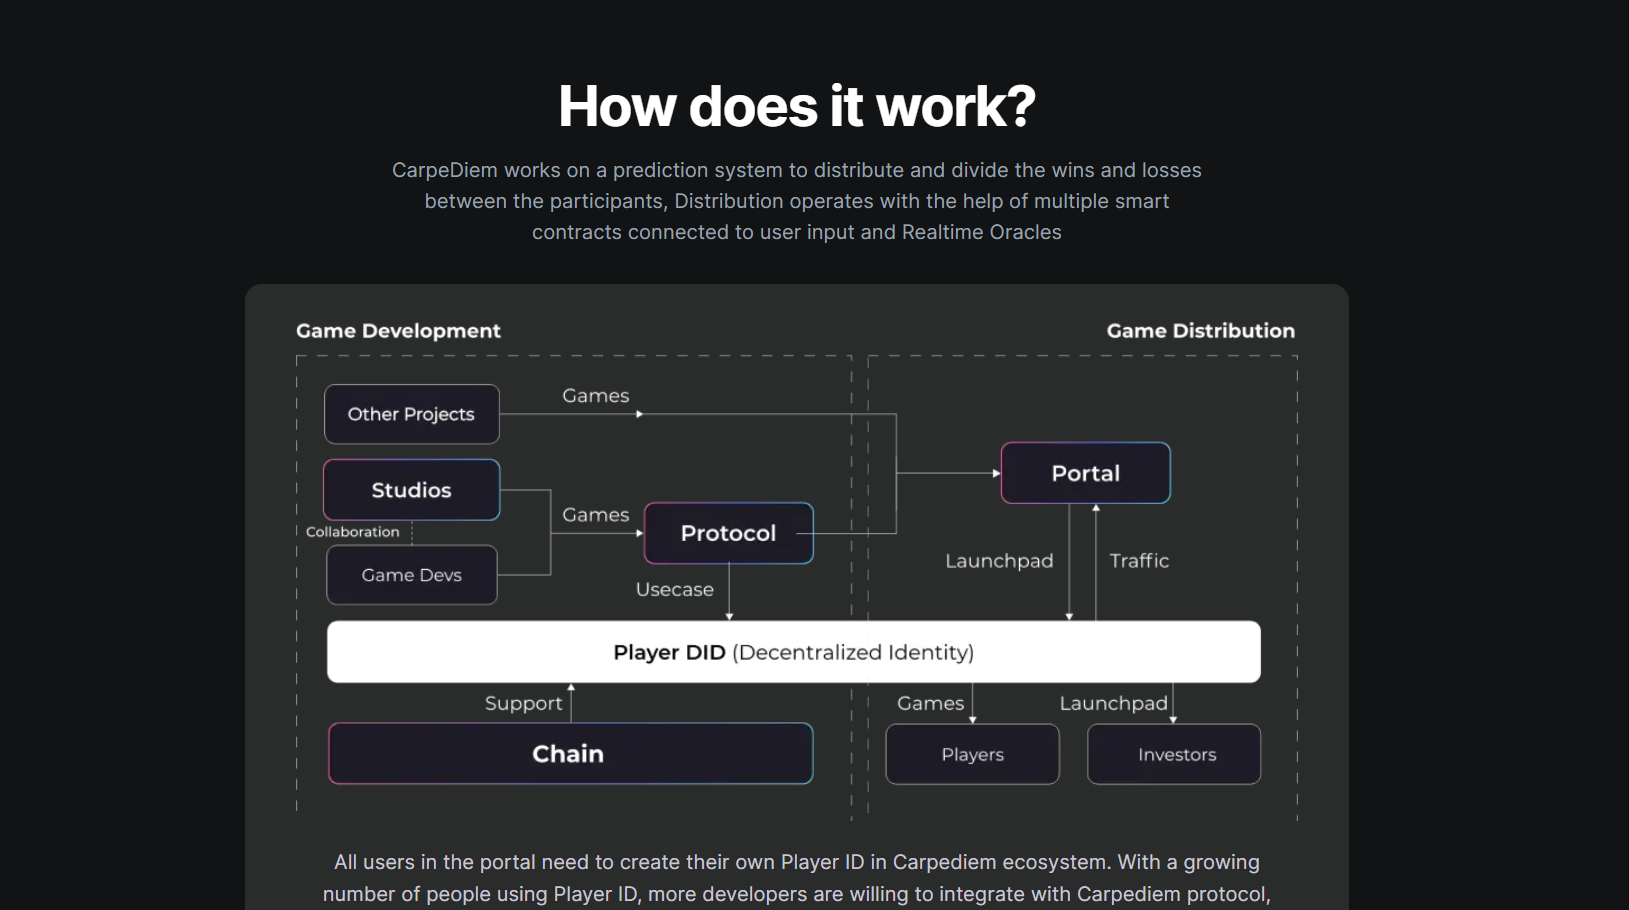 How does it work?
CarpeDiem works on a prediction system to distribute and divide the wins and losses
between the participants, Distribution operates with the help of multiple smart
contracts connected to user input and Realtime Oracles
Game Development
Game Distribution
Other Projects
Games
Studios
Collaboration
Game Devs
Games
Protocol
Usecase
Portal
Launchpad
Traffic
Player DID (Decentralized Identity)
Support
Chain
Games
Launchpad
Players
Investors
All users in the portal need to create their own Player ID in Carpediem ecosystem. With a growing
number of people using Player ID, more developers are willing to integrate with Carpediem protocol,